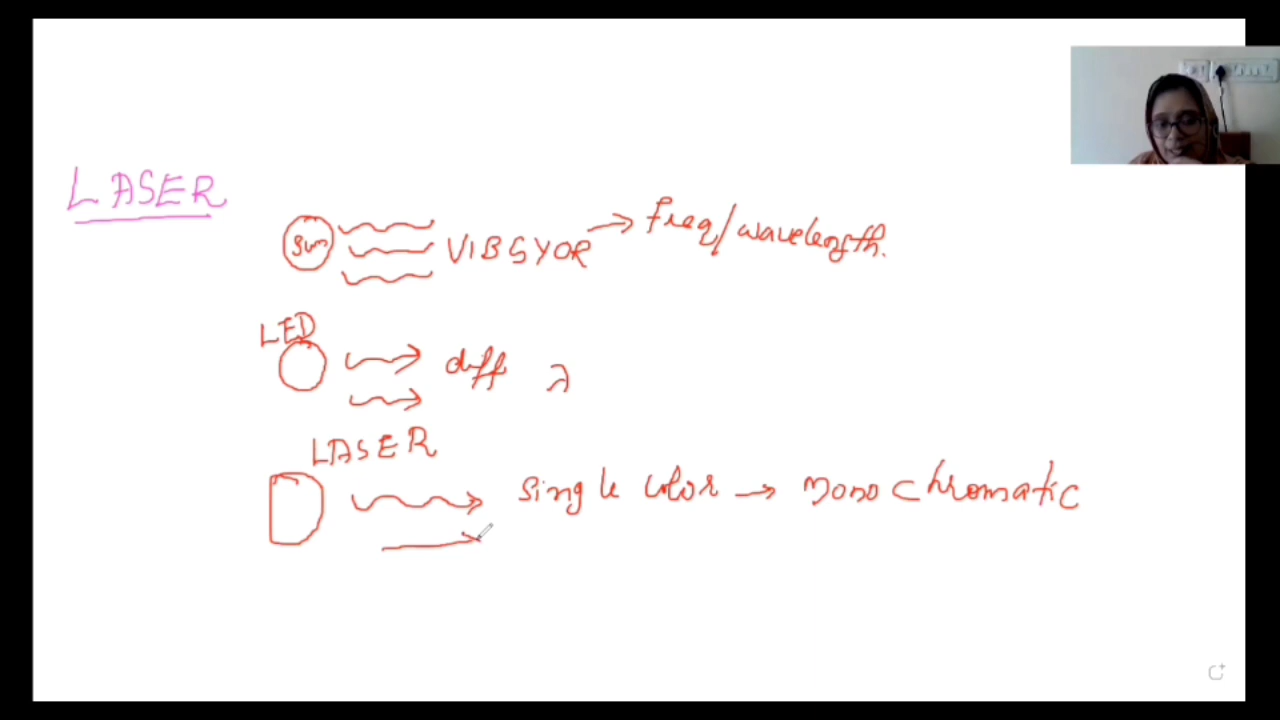 LASER
Sun VIBGYOR → freq/wavelength.
LED
diff λ
LASER
Single color → Monochromatic